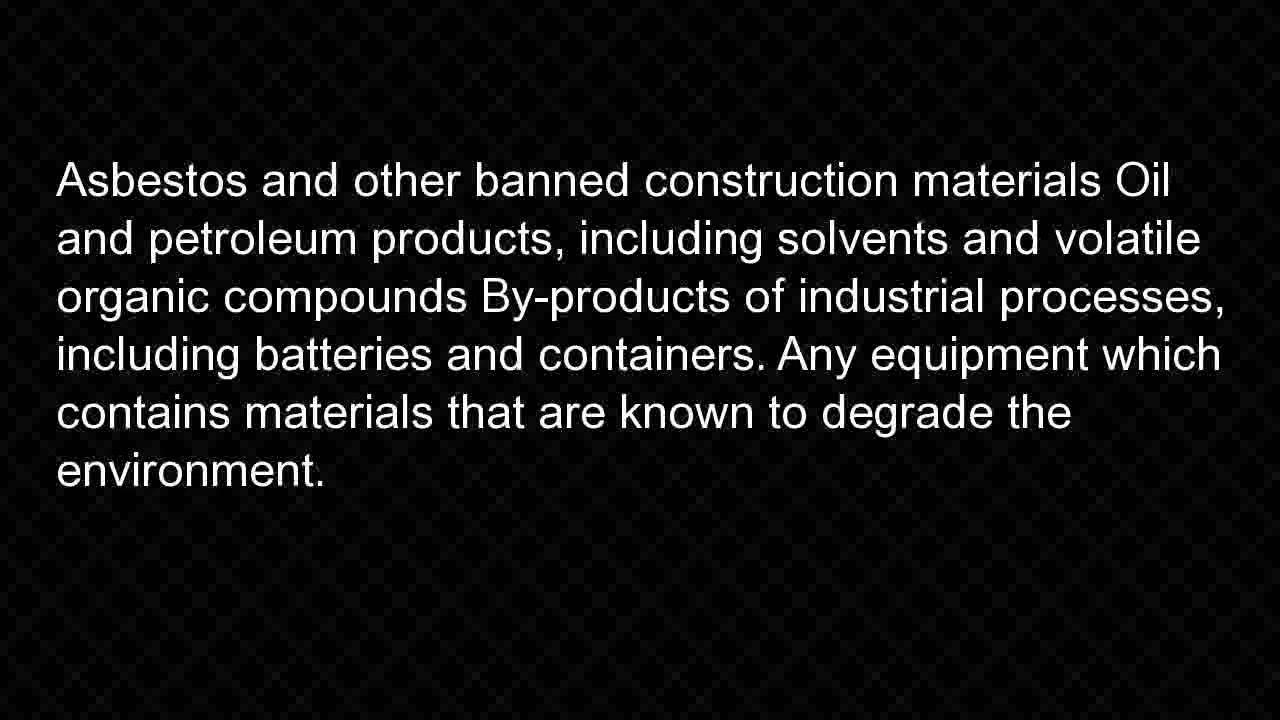 Asbestos and other banned construction materials Oil
and petroleum products, including solvents and volatile
organic compounds By-products of industrial processes,
including batteries and containers. Any equipment which
contains materials that are known to degrade the
environment.